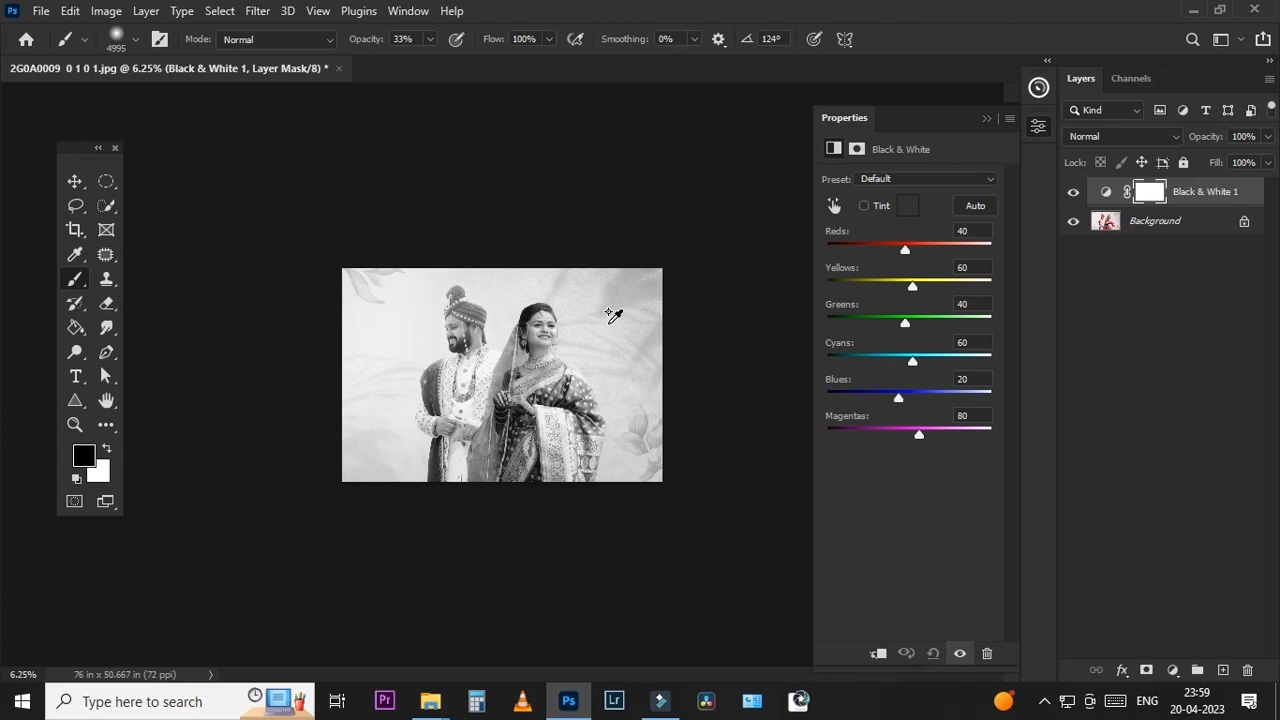 Ps File Edit Image Layer Type Select Filter 3D View Plugins Window Help
4995 Mode: Normal Opacity: 33% Flow: 100% Smoothing: 0% 124°
2G0A0009 0 1 0 1.jpg @ 6.25% (Black & White 1, Layer Mask/8) * ×
Layers Channels
Kind
Normal Opacity: 100%
Lock: Fill: 100%
Black & White 1
Background
Properties
Black & White
Preset: Default
Tint Auto
Reds: 40
Yellows: 60
Greens: 40
Cyans: 60
Blues: 20
Magentas: 80
6.25% 76 in x 50.667 in (72 ppi)
Type here to search
Pr Ps Lr
ENG
23:59
20-04-2023